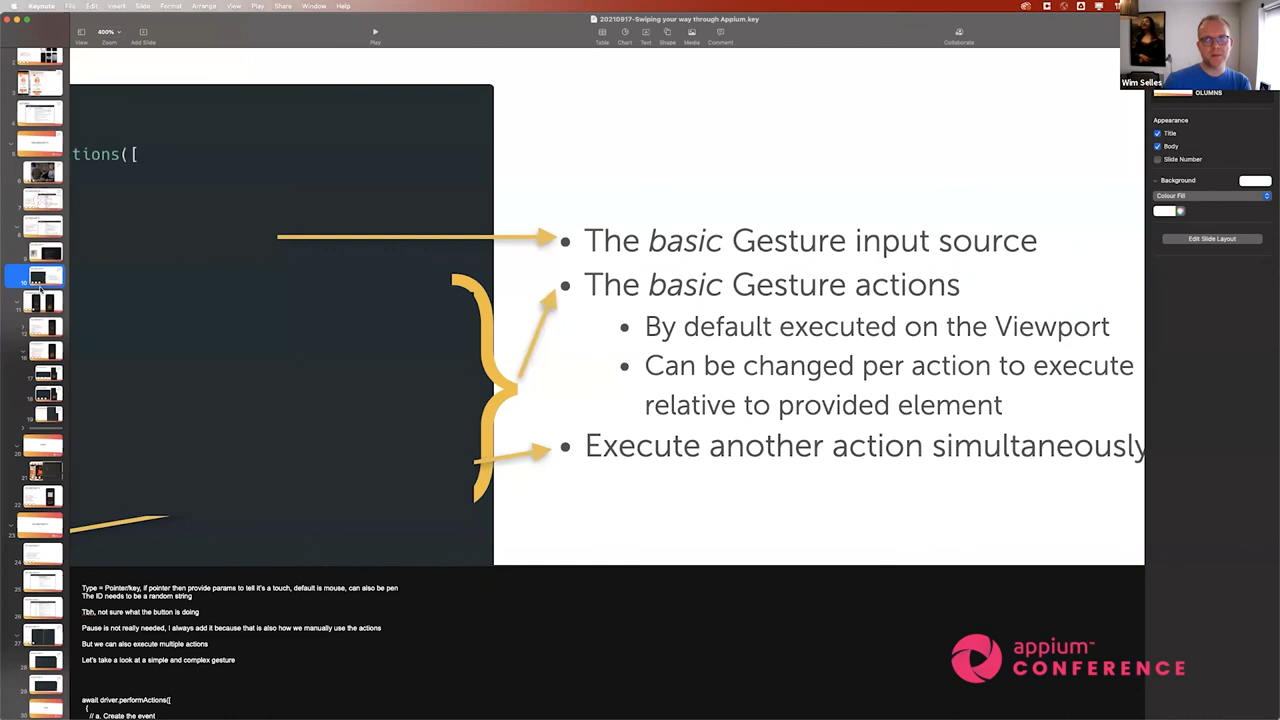 Keynote File Edit Insert Slide Format Arrange View Play Share Window Help
20210917-Swiping your way through Appium.key
400%
View Zoom Add Slide Play Table Chart Text Shape Media Comment Collaborate
Wim Selles
OLUMNS
Appearance
Title
Body
Slide Number
Background
Colour Fill
Edit Slide Layout
tions([
• The basic Gesture input source
• The basic Gesture actions
• By default executed on the Viewport
• Can be changed per action to execute
relative to provided element
• Execute another action simultaneously
Type = Pointer/key, if pointer then provide params to tell it's a touch, default is mouse, can also be pen
The ID needs to be a random string
Tbh, not sure what the button is doing
Pause is not really needed, I always add it because that is also how we manually use the actions
But we can also execute multiple actions
Let's take a look at a simple and complex gesture
await driver.performActions([
{
// a. Create the event
appium™
CONFERENCE